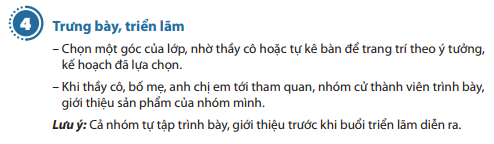 4 Trưng bày, triển lãm
– Chọn một góc của lớp, nhờ thầy cô hoặc tự kê bàn để trang trí theo ý tưởng,
kế hoạch đã lựa chọn.
– Khi thầy cô, bố mẹ, anh chị em tới tham quan, nhóm cử thành viên trình bày,
giới thiệu sản phẩm của nhóm mình.
Lưu ý: Cả nhóm tự tập trình bày, giới thiệu trước khi buổi triển lãm diễn ra.